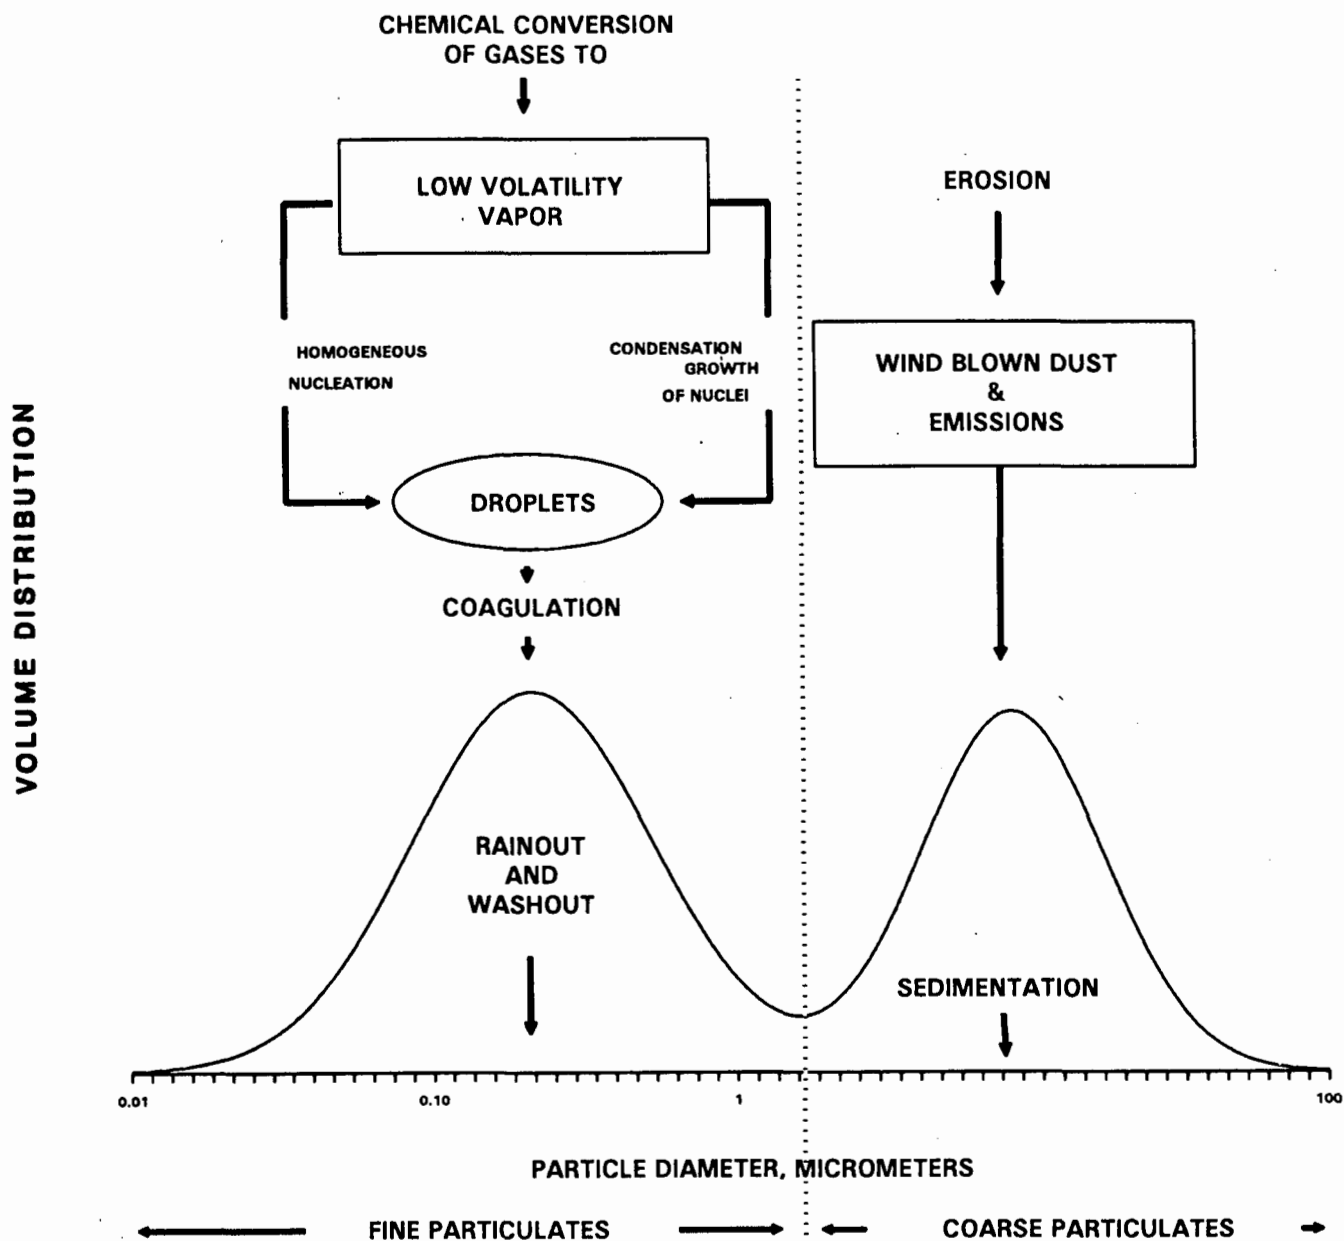 CHEMICAL CONVERSION
OF GASES TO
LOW VOLATILITY
VAPOR
EROSION
HOMOGENEOUS
NUCLEATION
CONDENSATION
GROWTH
OF NUCLEI
WIND BLOWN DUST
&
EMISSIONS
DROPLETS
COAGULATION
VOLUME DISTRIBUTION
RAINOUT
AND
WASHOUT
SEDIMENTATION
0.01 0.10 1 100
PARTICLE DIAMETER, MICROMETERS
FINE PARTICULATES COARSE PARTICULATES